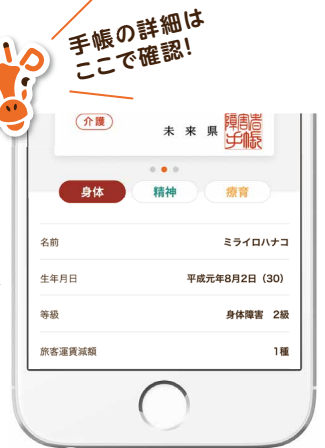 手帳の詳細は
ここで確認!
介護
未来県
障害者
手帳
身体 精神 療育
名前 ミライロハナコ
生年月日 平成元年8月2日（30）
等級 身体障害 2級
旅客運賃減額 1種